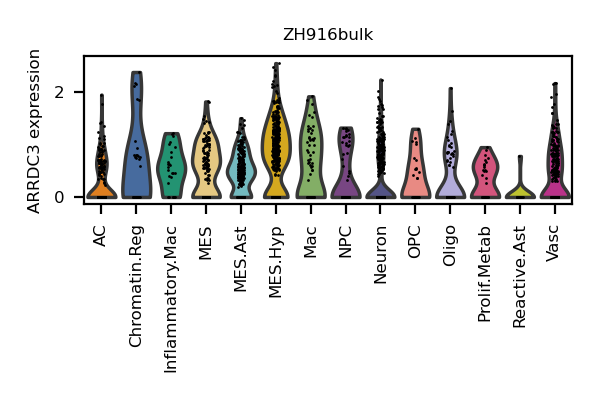 ZH916bulk
ARRDC3 expression
2
0
AC
Chromatin.Reg
Inflammatory.Mac
MES
MES.Ast
MES.Hyp
Mac
NPC
Neuron
OPC
Oligo
Prolif.Metab
Reactive.Ast
Vasc